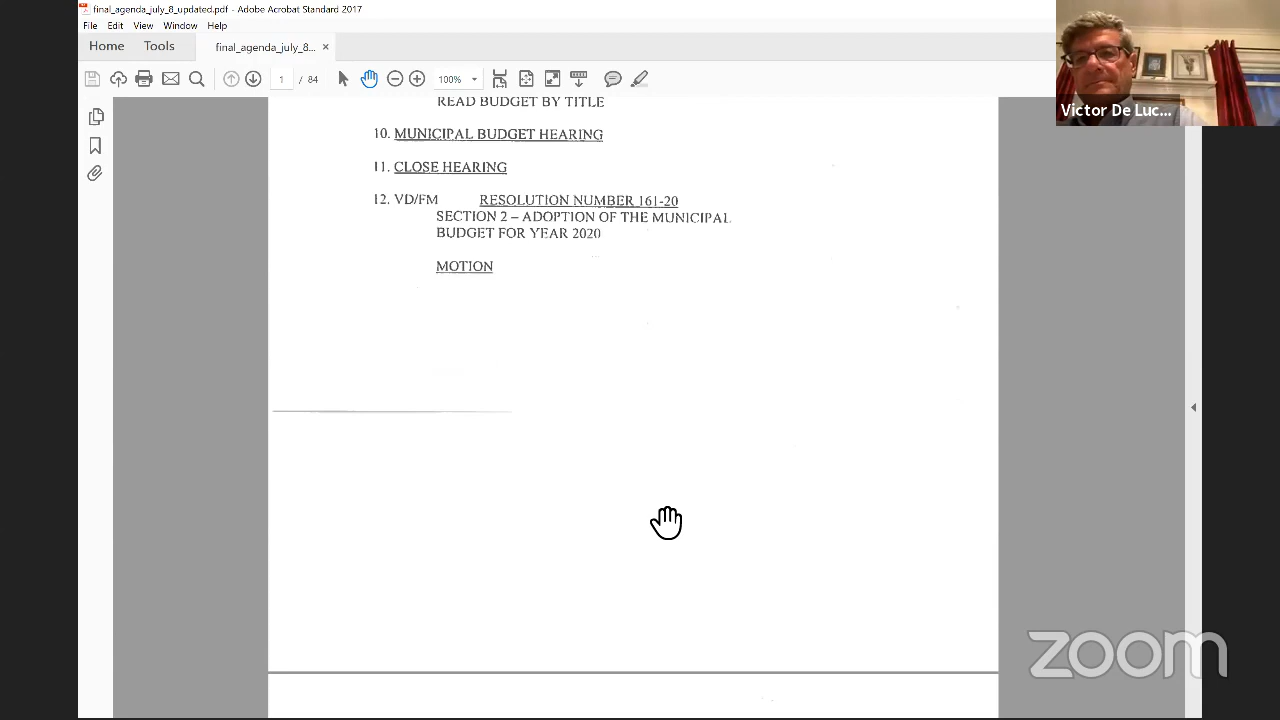 final_agenda_july_8_updated.pdf - Adobe Acrobat Standard 2017
File Edit View Window Help
Home Tools final_agenda_july_8... ×
1 / 84 100%
READ BUDGET BY TITLE
10. MUNICIPAL BUDGET HEARING
11. CLOSE HEARING
12. VD/FM RESOLUTION NUMBER 161-20
SECTION 2 – ADOPTION OF THE MUNICIPAL
BUDGET FOR YEAR 2020
MOTION
Victor De Luc...
zoom